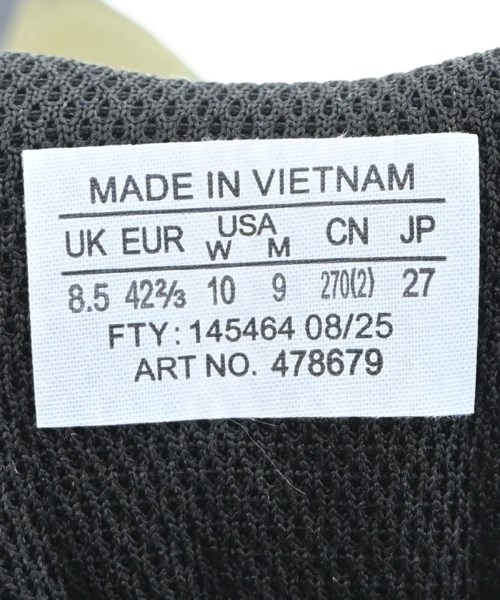 MADE IN VIETNAM
UK EUR USA CN JP
W M
8.5 42⅔ 10 9 270(2) 27
FTY: 145464 08/25
ART NO. 478679